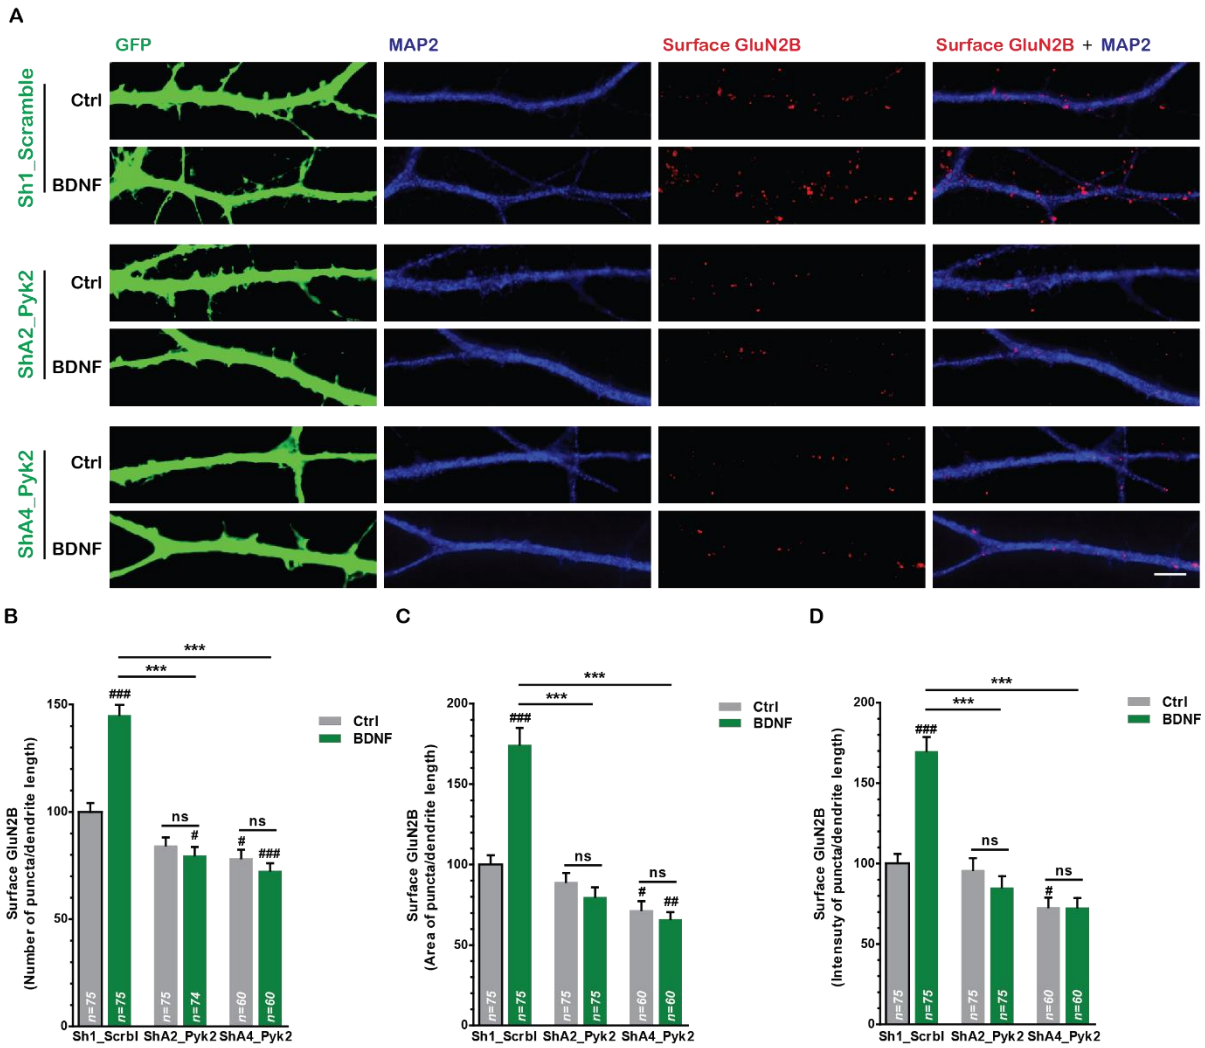 A
GFP
MAP2
Surface GluN2B
Surface GluN2B + MAP2
Sh1_Scramble
Ctrl
BDNF
ShA2_Pyk2
Ctrl
BDNF
ShA4_Pyk2
Ctrl
BDNF
B
Surface GluN2B
(Number of puncta/dendrite length)
150
100
50
0
***
***
###
ns
#
ns
#
###
Ctrl
BDNF
n=75
n=75
n=75
n=74
n=60
n=60
Sh1_Scrbl ShA2_Pyk2 ShA4_Pyk2
C
Surface GluN2B
(Area of puncta/dendrite length)
200
150
100
50
0
***
***
###
ns
ns
#
##
Ctrl
BDNF
n=75
n=75
n=75
n=75
n=60
n=60
Sh1_Scrbl ShA2_Pyk2 ShA4_Pyk2
D
Surface GluN2B
(Intensuty of puncta/dendrite length)
200
150
100
50
0
***
***
###
ns
ns
#
Ctrl
BDNF
n=75
n=75
n=75
n=75
n=60
n=60
Sh1_Scrbl ShA2_Pyk2 ShA4_Pyk2